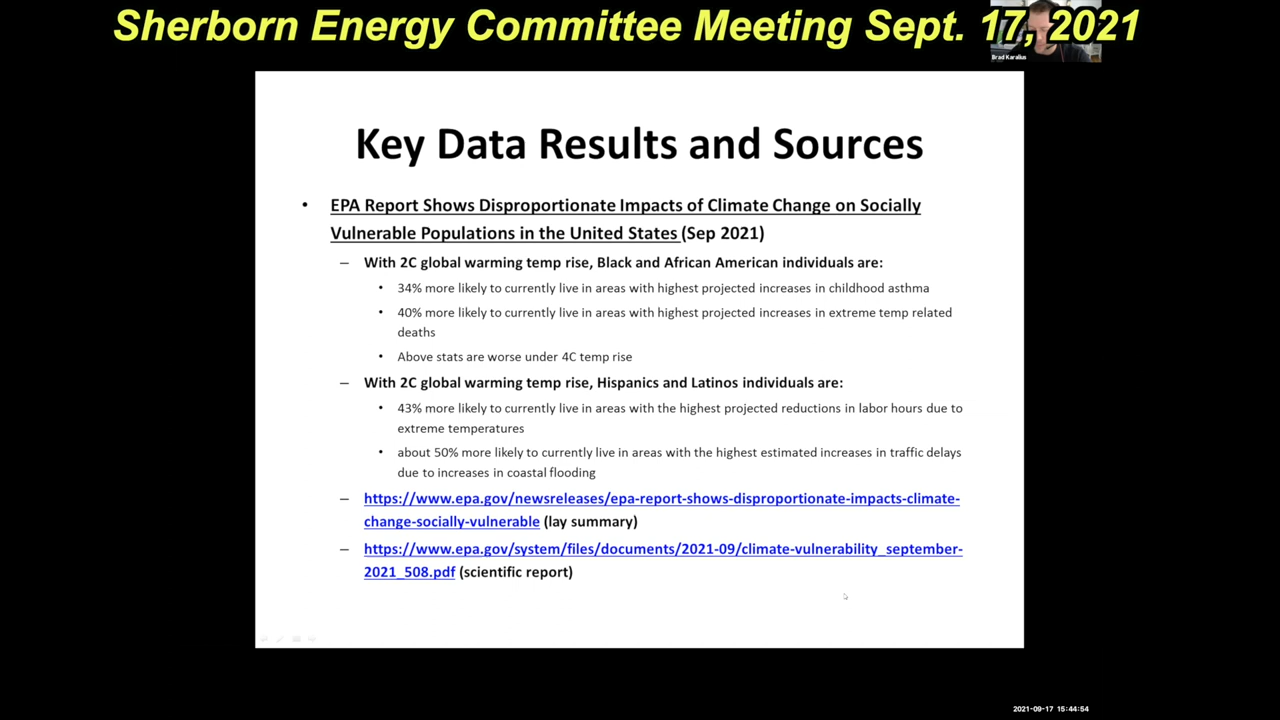 Sherborn Energy Committee Meeting Sept. 17, 2021
Brad Karalius
Key Data Results and Sources
• EPA Report Shows Disproportionate Impacts of Climate Change on Socially
Vulnerable Populations in the United States (Sep 2021)
– With 2C global warming temp rise, Black and African American individuals are:
• 34% more likely to currently live in areas with highest projected increases in childhood asthma
• 40% more likely to currently live in areas with highest projected increases in extreme temp related
deaths
• Above stats are worse under 4C temp rise
– With 2C global warming temp rise, Hispanics and Latinos individuals are:
• 43% more likely to currently live in areas with the highest projected reductions in labor hours due to
extreme temperatures
• about 50% more likely to currently live in areas with the highest estimated increases in traffic delays
due to increases in coastal flooding
– https://www.epa.gov/newsreleases/epa-report-shows-disproportionate-impacts-climate-
change-socially-vulnerable (lay summary)
– https://www.epa.gov/system/files/documents/2021-09/climate-vulnerability_september-
2021_508.pdf (scientific report)
2021-09-17 15:44:54